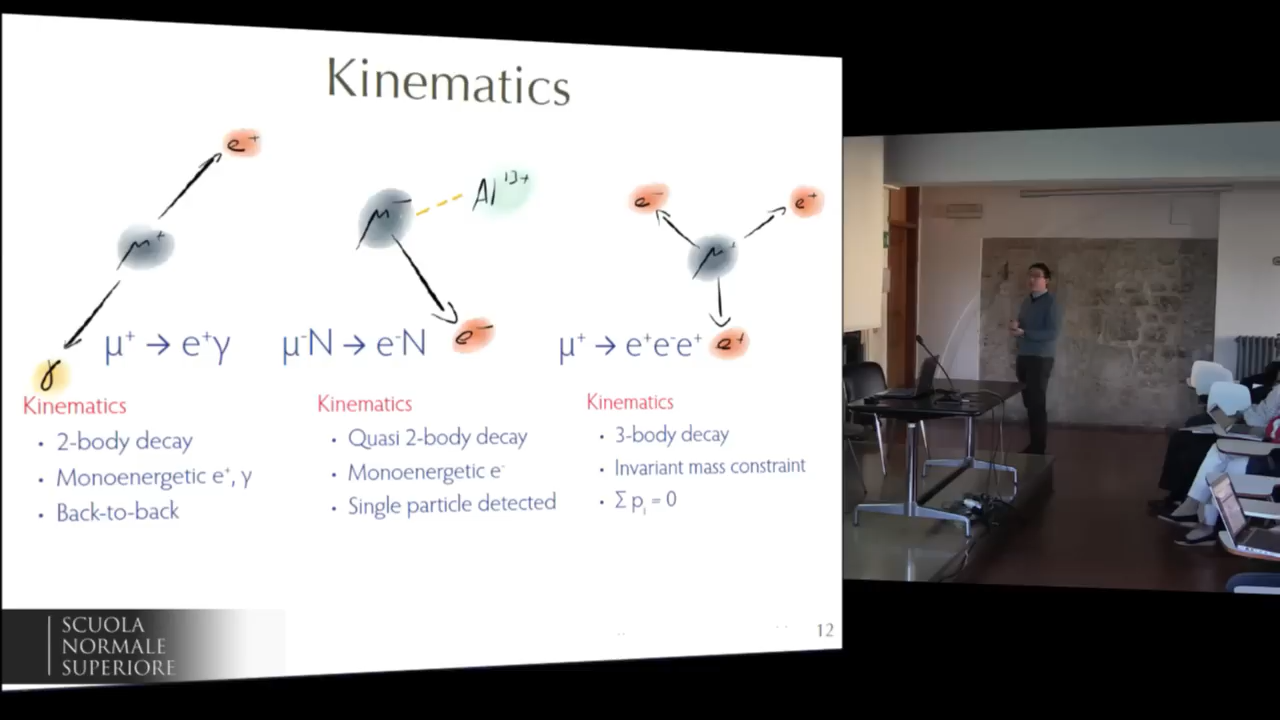 Kinematics
e⁺
μ⁺
γ
μ⁺ → e⁺γ
Kinematics
• 2-body decay
• Monoenergetic e⁺, γ
• Back-to-back
μ⁻
Al¹³⁺
e⁻
μ⁻N → e⁻N
Kinematics
• Quasi 2-body decay
• Monoenergetic e⁻
• Single particle detected
e⁻
e⁺
μ⁺
e⁺
μ⁺ → e⁺e⁻e⁺
Kinematics
• 3-body decay
• Invariant mass constraint
• Σ pᵢ = 0
SCUOLA
NORMALE
SUPERIORE
12